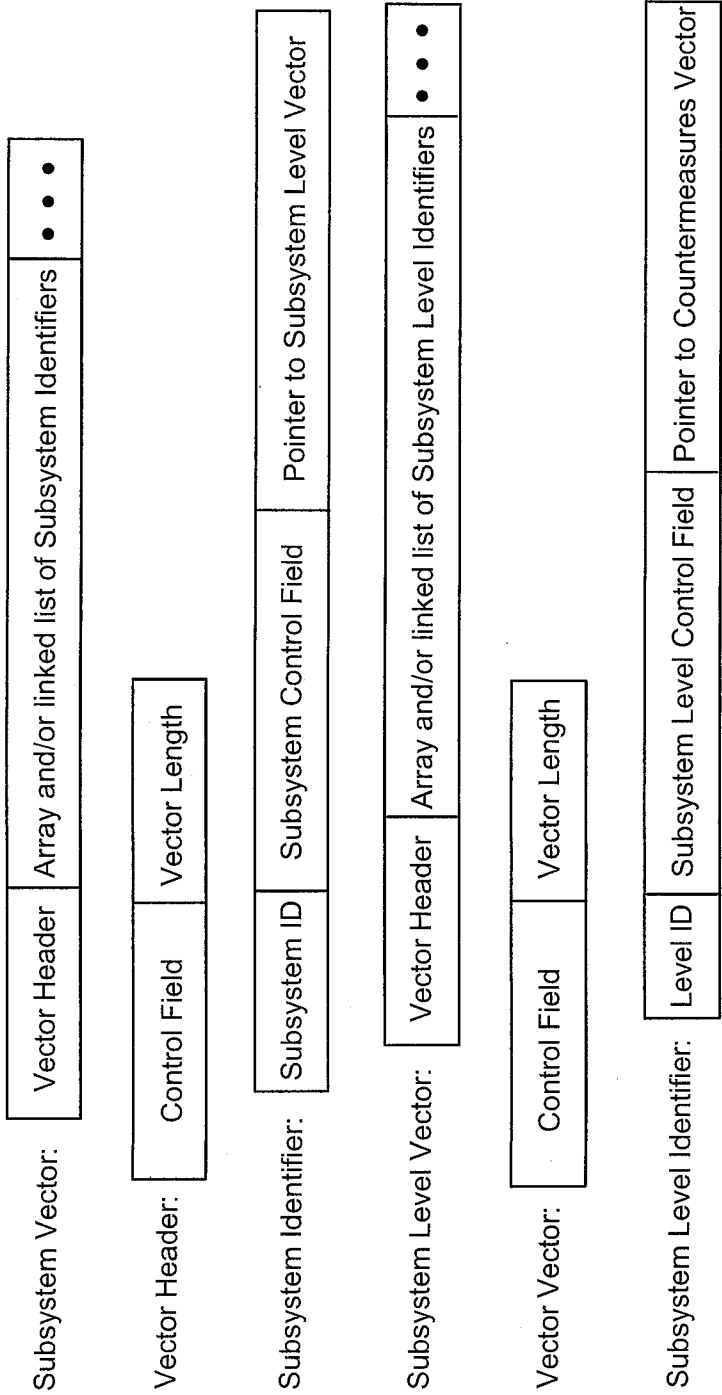 Subsystem Vector: Vector Header Array and/or linked list of Subsystem Identifiers • • •
Vector Header: Control Field Vector Length
Subsystem Identifier: Subsystem ID Subsystem Control Field Pointer to Subsystem Level Vector
Subsystem Level Vector: Vector Header Array and/or linked list of Subsystem Level Identifiers • • •
Vector Vector: Control Field Vector Length
Subsystem Level Identifier: Level ID Subsystem Level Control Field Pointer to Countermeasures Vector